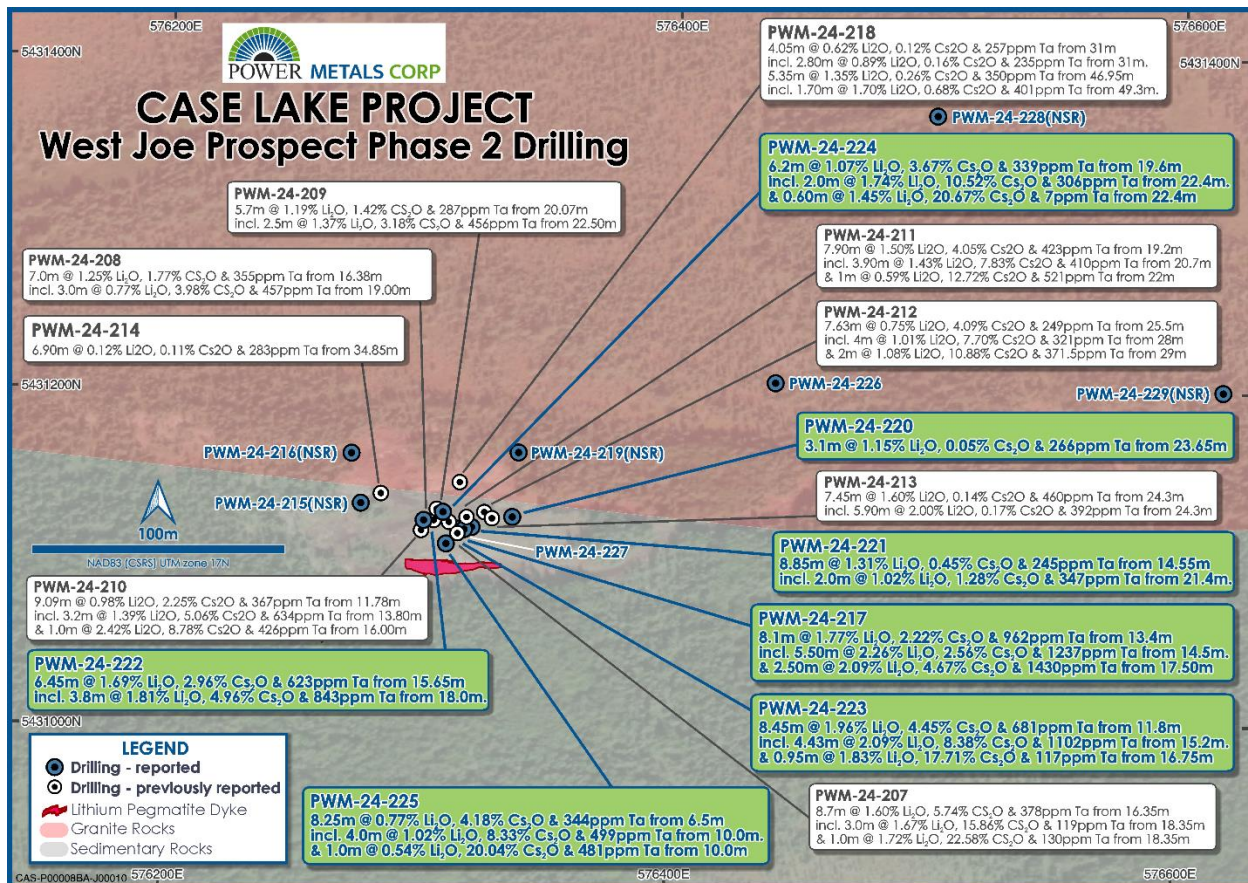 576200E
576400E
576600E
5431400N
5431400N
POWER METALS CORP
CASE LAKE PROJECT
West Joe Prospect Phase 2 Drilling
PWM-24-218
4.05m @ 0.62% Li2O, 0.12% Cs2O & 257ppm Ta from 31m
incl. 2.80m @ 0.89% Li2O, 0.16% Cs2O & 235ppm Ta from 31m.
5.35m @ 1.35% Li2O, 0.26% Cs2O & 350ppm Ta from 46.95m
incl. 1.70m @ 1.70% Li2O, 0.68% Cs2O & 401ppm Ta from 49.3m.
PWM-24-228(NSR)
PWM-24-224
6.2m @ 1.07% Li₂O, 3.67% Cs₂O & 339ppm Ta from 19.6m
incl. 2.0m @ 1.74% Li₂O, 10.52% Cs₂O & 306ppm Ta from 22.4m.
& 0.60m @ 1.45% Li₂O, 20.67% Cs₂O & 7ppm Ta from 22.4m
PWM-24-209
5.7m @ 1.19% Li₂O, 1.42% CS₂O & 287ppm Ta from 20.07m
incl. 2.5m @ 1.37% Li₂O, 3.18% CS₂O & 456ppm Ta from 22.50m
PWM-24-211
7.90m @ 1.50% Li2O, 4.05% Cs2O & 423ppm Ta from 19.2m
incl. 3.90m @ 1.43% Li2O, 7.83% Cs2O & 410ppm Ta from 20.7m
& 1m @ 0.59% Li2O, 12.72% Cs2O & 521ppm Ta from 22m
PWM-24-208
7.0m @ 1.25% Li₂O, 1.77% CS₂O & 355ppm Ta from 16.38m
incl. 3.0m @ 0.77% Li₂O, 3.98% CS₂O & 457ppm Ta from 19.00m
PWM-24-212
7.63m @ 0.75% Li2O, 4.09% Cs2O & 249ppm Ta from 25.5m
incl. 4m @ 1.01% Li2O, 7.70% Cs2O & 321ppm Ta from 28m
& 2m @ 1.08% Li2O, 10.88% Cs2O & 371.5ppm Ta from 29m
PWM-24-214
6.90m @ 0.12% Li2O, 0.11% Cs2O & 283ppm Ta from 34.85m
5431200N
PWM-24-226
PWM-24-229(NSR)
PWM-24-220
3.1m @ 1.15% Li₂O, 0.05% Cs₂O & 266ppm Ta from 23.65m
PWM-24-216(NSR)
PWM-24-219(NSR)
PWM-24-213
7.45m @ 1.60% Li2O, 0.14% Cs2O & 460ppm Ta from 24.3m
incl. 5.90m @ 2.00% Li2O, 0.17% Cs2O & 392ppm Ta from 24.3m
PWM-24-215(NSR)
100m
NAD83 (CSRS) UTM zone 17N
PWM-24-227
PWM-24-221
8.85m @ 1.31% Li₂O, 0.45% Cs₂O & 245ppm Ta from 14.55m
incl. 2.0m @ 1.02% Li₂O, 1.28% Cs₂O & 347ppm Ta from 21.4m.
PWM-24-210
9.09m @ 0.98% Li2O, 2.25% Cs2O & 367ppm Ta from 11.78m
incl. 3.2m @ 1.39% Li2O, 5.06% Cs2O & 634ppm Ta from 13.80m
& 1.0m @ 2.42% Li2O, 8.78% Cs2O & 426ppm Ta from 16.00m
PWM-24-217
8.1m @ 1.77% Li₂O, 2.22% Cs₂O & 962ppm Ta from 13.4m
incl. 5.50m @ 2.26% Li₂O, 2.56% Cs₂O & 1237ppm Ta from 14.5m.
& 2.50m @ 2.09% Li₂O, 4.67% Cs₂O & 1430ppm Ta from 17.50m
PWM-24-222
6.45m @ 1.69% Li₂O, 2.96% Cs₂O & 623ppm Ta from 15.65m
incl. 3.8m @ 1.81% Li₂O, 4.96% Cs₂O & 843ppm Ta from 18.0m.
PWM-24-223
8.45m @ 1.96% Li₂O, 4.45% Cs₂O & 681ppm Ta from 11.8m
incl. 4.43m @ 2.09% Li₂O, 8.38% Cs₂O & 1102ppm Ta from 15.2m.
& 0.95m @ 1.83% Li₂O, 17.71% Cs₂O & 117ppm Ta from 16.75m
5431000N
LEGEND
Drilling - reported
Drilling - previously reported
Lithium Pegmatite Dyke
Granite Rocks
Sedimentary Rocks
PWM-24-225
8.25m @ 0.77% Li₂O, 4.18% Cs₂O & 344ppm Ta from 6.5m
incl. 4.0m @ 1.02% Li₂O, 8.33% Cs₂O & 499ppm Ta from 10.0m.
& 1.0m @ 0.54% Li₂O, 20.04% Cs₂O & 481ppm Ta from 10.0m
PWM-24-207
8.7m @ 1.60% Li₂O, 5.74% CS₂O & 378ppm Ta from 16.35m
incl. 3.0m @ 1.67% Li₂O, 15.86% CS₂O & 119ppm Ta from 18.35m
& 1.0m @ 1.72% Li₂O, 22.58% CS₂O & 130ppm Ta from 18.35m
CAS-P00008BA-J00010
576200E
576400E
576600E